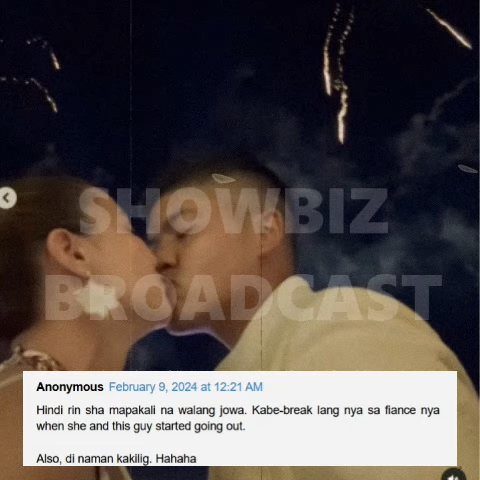 SHOWBIZ
BROADCAST
Anonymous February 9, 2024 at 12:21 AM
Hindi rin sha mapakali na walang jowa. Kabe-break lang nya sa fiance nya
when she and this guy started going out.
Also, di naman kakilig. Hahaha